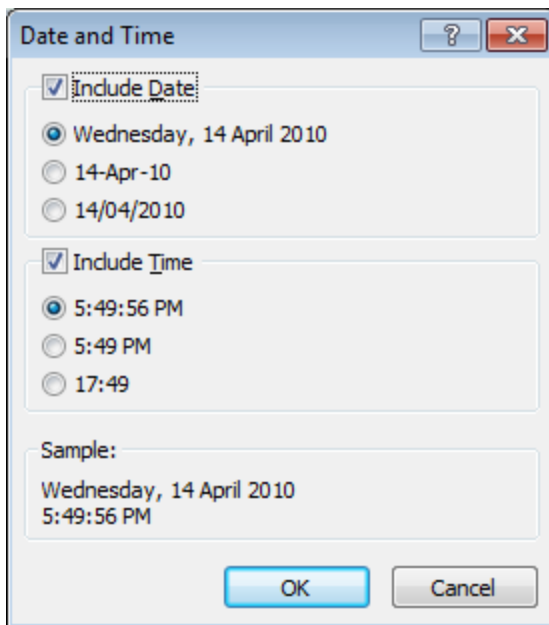 Date and Time
Include Date
Wednesday, 14 April 2010
14-Apr-10
14/04/2010
Include Time
5:49:56 PM
5:49 PM
17:49
Sample:
Wednesday, 14 April 2010
5:49:56 PM
OK
Cancel